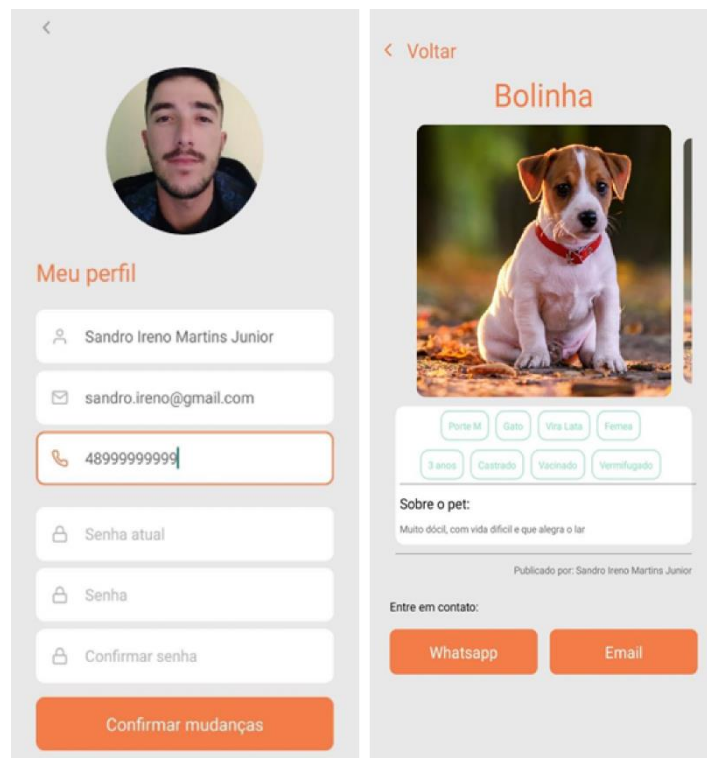 Meu perfil
Sandro Ireno Martins Junior
sandro.ireno@gmail.com
48999999999
Senha atual
Senha
Confirmar senha
Confirmar mudanças
Voltar
Bolinha
Porte M Gato Vira Lata Femea
3 anos Castrado Vacinado Vermifugado
Sobre o pet:
Muito dócil, com vida dificil e que alegra o lar
Publicado por: Sandro Ireno Martins Junior
Entre em contato:
Whatsapp Email